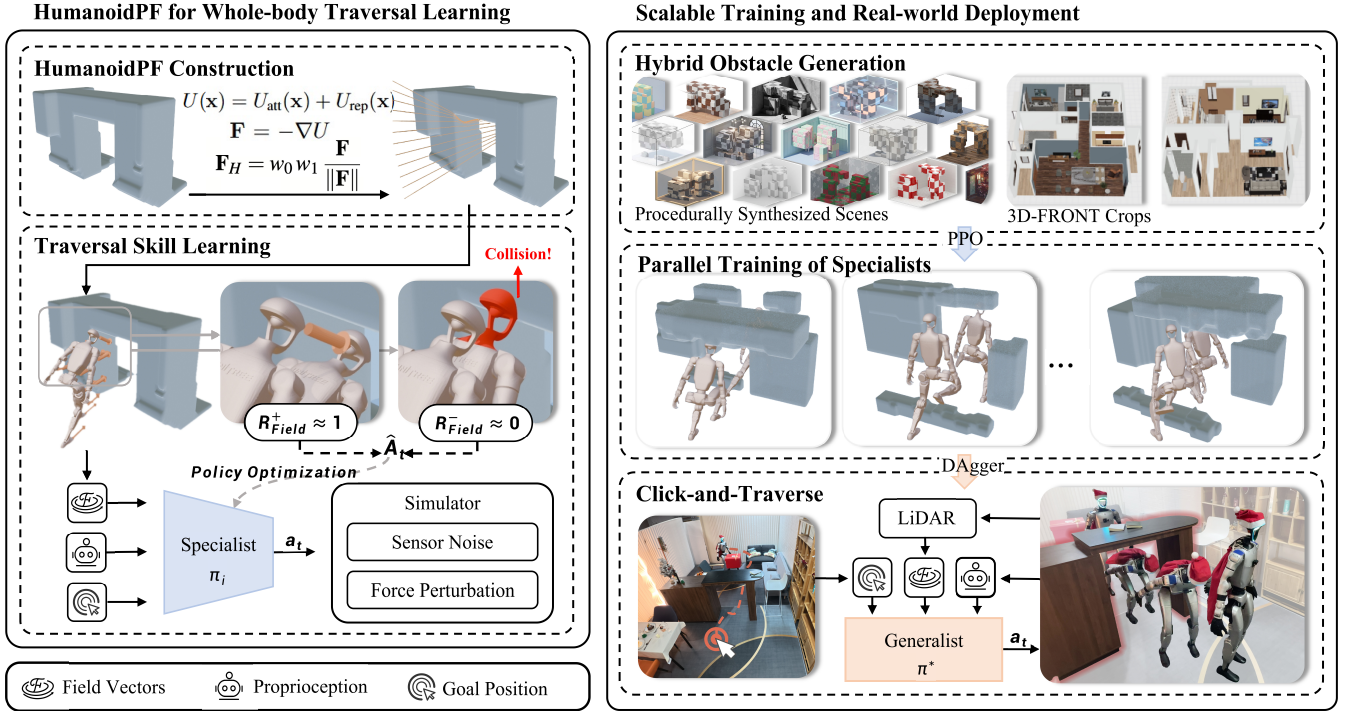 HumanoidPF for Whole-body Traversal Learning
HumanoidPF Construction
U(x) = U_att(x) + U_rep(x)
F = −∇U
F_H = w_0 w_1 F / ‖F‖
Traversal Skill Learning
Collision!
R^+_Field ≈ 1
R^-_Field ≈ 0
Â_t
Policy Optimization
Specialist
π_i
a_t
Simulator
Sensor Noise
Force Perturbation
Field Vectors
Proprioception
Goal Position
Scalable Training and Real-world Deployment
Hybrid Obstacle Generation
Procedurally Synthesized Scenes
3D-FRONT Crops
PPO
Parallel Training of Specialists
...
DAgger
Click-and-Traverse
LiDAR
Generalist
π*
a_t